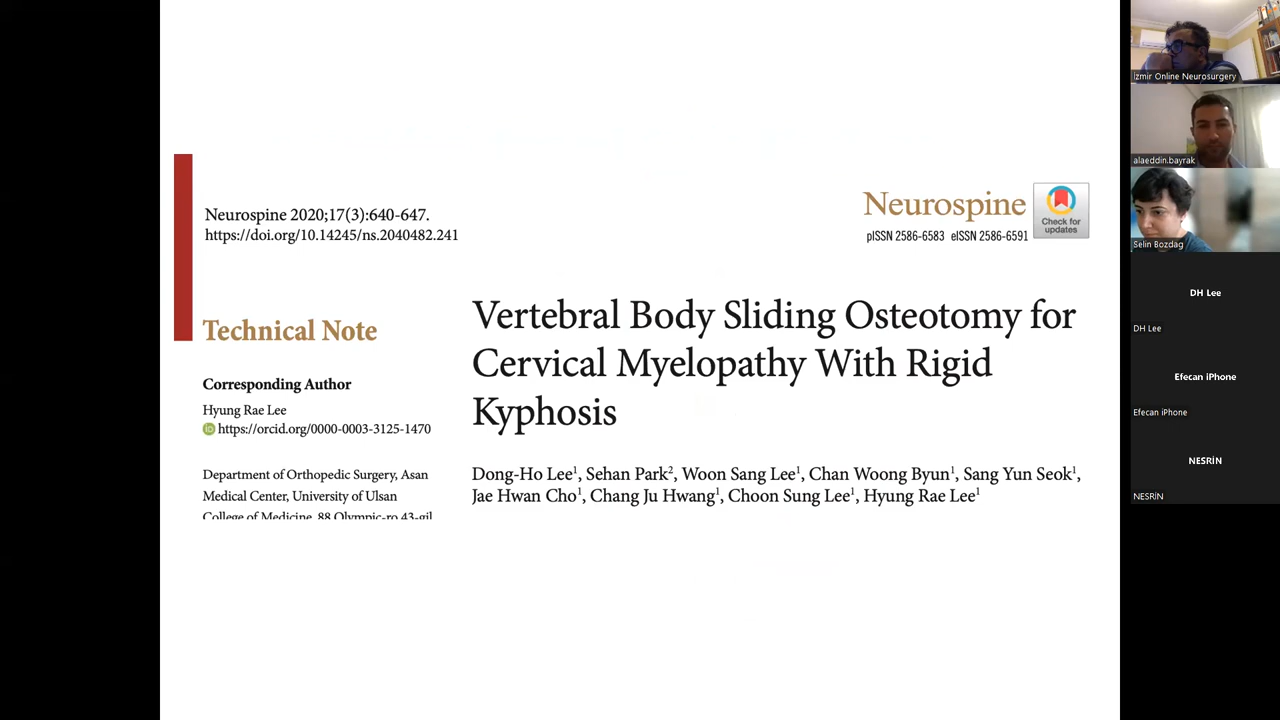 Neurospine 2020;17(3):640-647.
https://doi.org/10.14245/ns.2040482.241
Neurospine
pISSN 2586-6583 eISSN 2586-6591
Check for
updates
Technical Note
Vertebral Body Sliding Osteotomy for
Cervical Myelopathy With Rigid
Kyphosis
Corresponding Author
Hyung Rae Lee
iD https://orcid.org/0000-0003-3125-1470
Dong-Ho Lee1, Sehan Park2, Woon Sang Lee1, Chan Woong Byun1, Sang Yun Seok1,
Jae Hwan Cho1, Chang Ju Hwang1, Choon Sung Lee1, Hyung Rae Lee1
Department of Orthopedic Surgery, Asan
Medical Center, University of Ulsan
College of Medicine, 88 Olympic-ro 43-gil
Izmir Online Neurosurgery
alaeddin.bayrak
Selin Bozdag
DH Lee
DH Lee
Efecan iPhone
Efecan iPhone
NESRİN
NESRİN